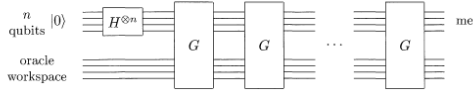 n
qubits
|0⟩
H⊗n
G
G
...
G
me
oracle
workspace